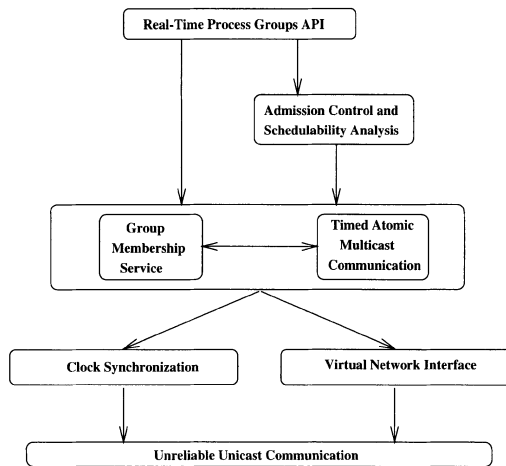 Real-Time Process Groups API
Admission Control and
Schedulability Analysis
Group
Membership
Service
Timed Atomic
Multicast
Communication
Clock Synchronization
Virtual Network Interface
Unreliable Unicast Communication